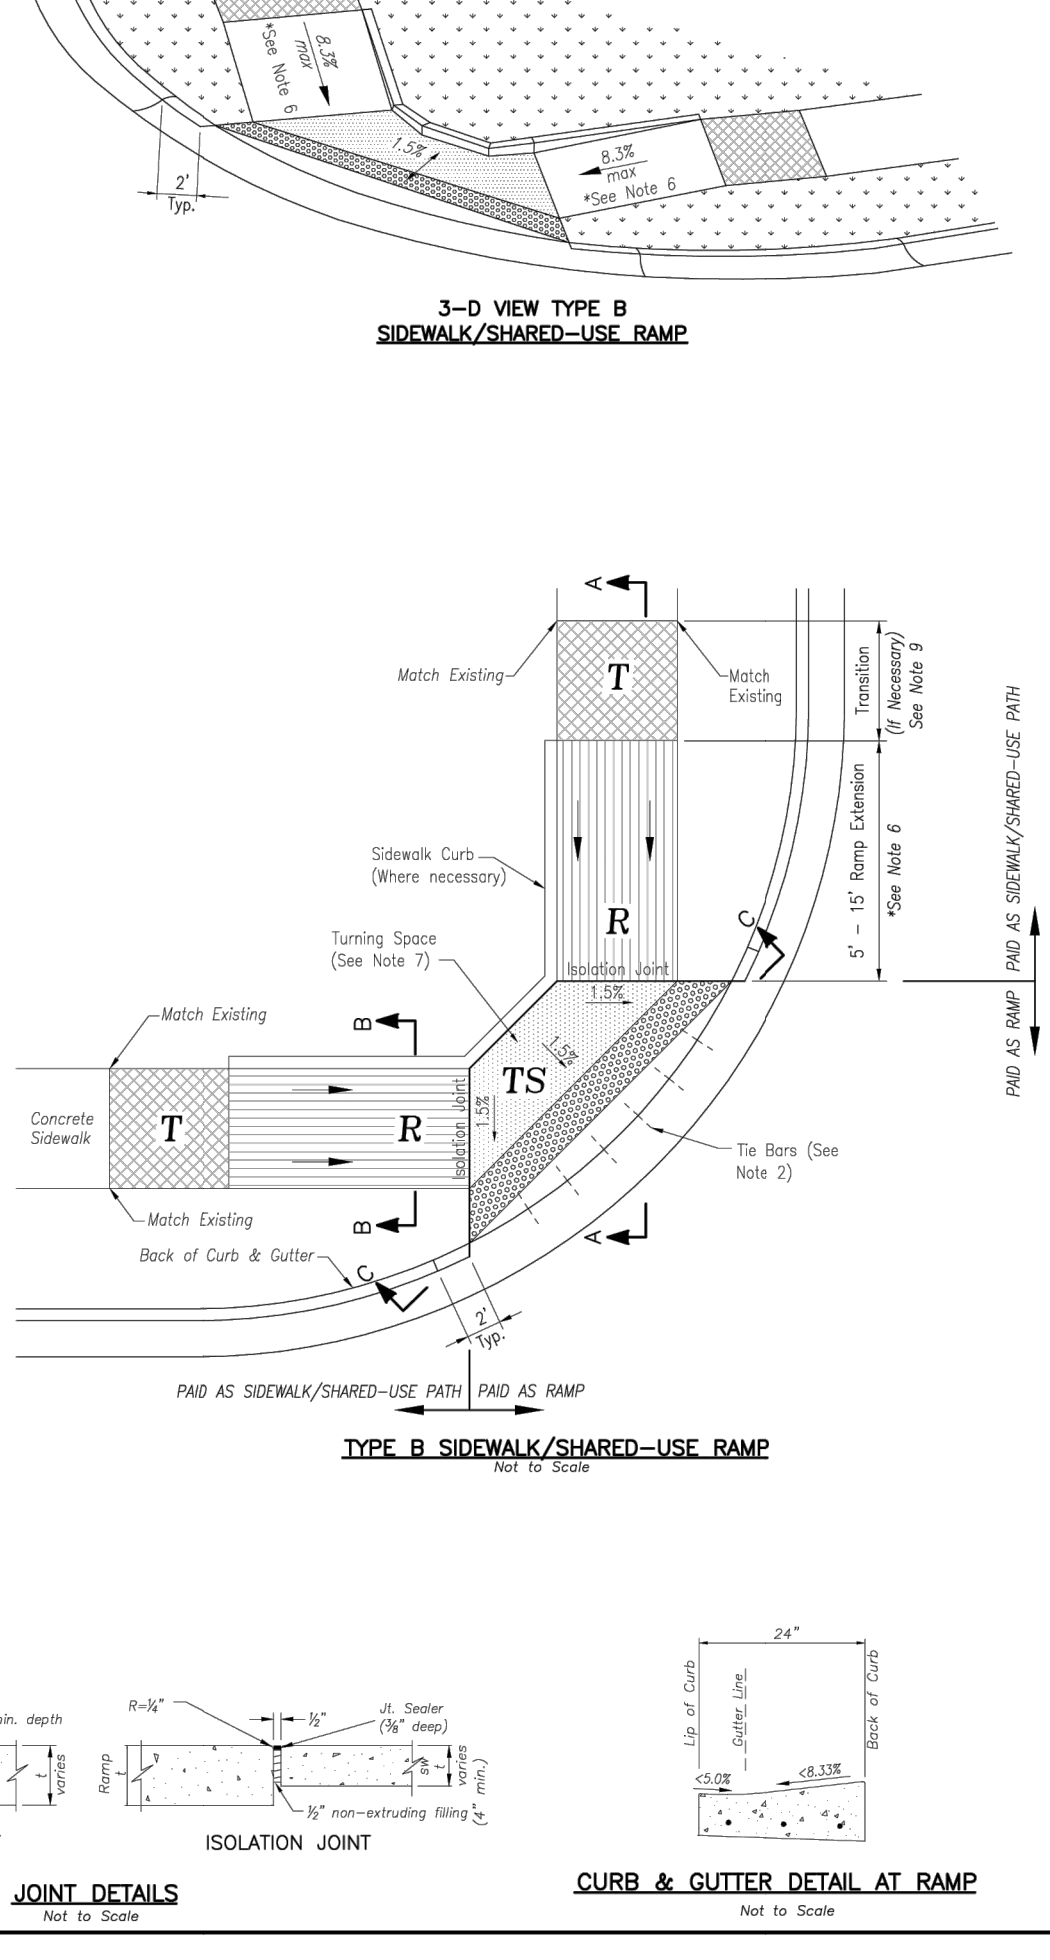 8.3%
max
*See Note 6
1.5%
8.3%
max
*See Note 6
2'
Typ.
3-D VIEW TYPE B
SIDEWALK/SHARED-USE RAMP
A
Match Existing
T
Match
Existing
Transition
(If Necessary)
See Note 9
Sidewalk Curb
(Where necessary)
5' - 15' Ramp Extension
*See Note 6
PAID AS SIDEWALK/SHARED-USE PATH
PAID AS RAMP
R
C
Turning Space
(See Note 7)
Isolation Joint
1.5%
Match Existing
B
1.5%
TS
1.5%
Isolation Joint
Concrete
Sidewalk
T
R
Tie Bars (See
Note 2)
Match Existing
B
A
Back of Curb & Gutter
C
2'
Typ.
PAID AS SIDEWALK/SHARED-USE PATH
PAID AS RAMP
TYPE B SIDEWALK/SHARED-USE RAMP
Not to Scale
24"
Lip of Curb
Gutter Line
Back of Curb
<5.0%
<8.33%
CURB & GUTTER DETAIL AT RAMP
Not to Scale
in. depth
t
varies
R=¼"
½"
Jt. Sealer
(⅜" deep)
Ramp
t
sw
t
varies
(4" min.)
½" non-extruding filling
ISOLATION JOINT
JOINT DETAILS
Not to Scale